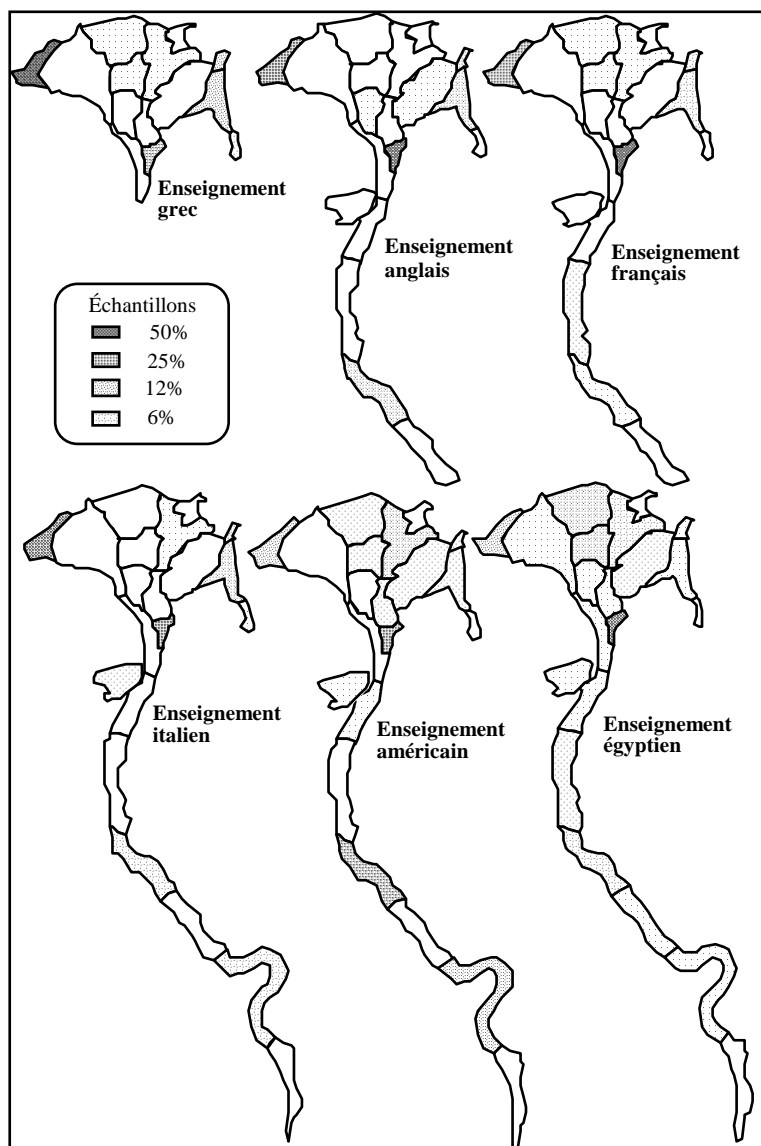 Enseignement
grec
Enseignement
anglais
Enseignement
français
Échantillons
50%
25%
12%
6%
Enseignement
italien
Enseignement
américain
Enseignement
égyptien